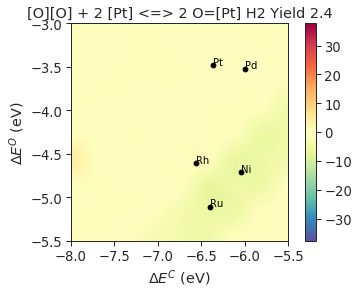 [O][O] + 2 [Pt] <=> 2 O=[Pt] H2 Yield 2.4
−3.0
−3.5
−4.0
−4.5
−5.0
−5.5
ΔE^O (eV)
Pt
Pd
Rh
Ni
Ru
−8.0 −7.5 −7.0 −6.5 −6.0 −5.5
ΔE^C (eV)
30
20
10
0
−10
−20
−30